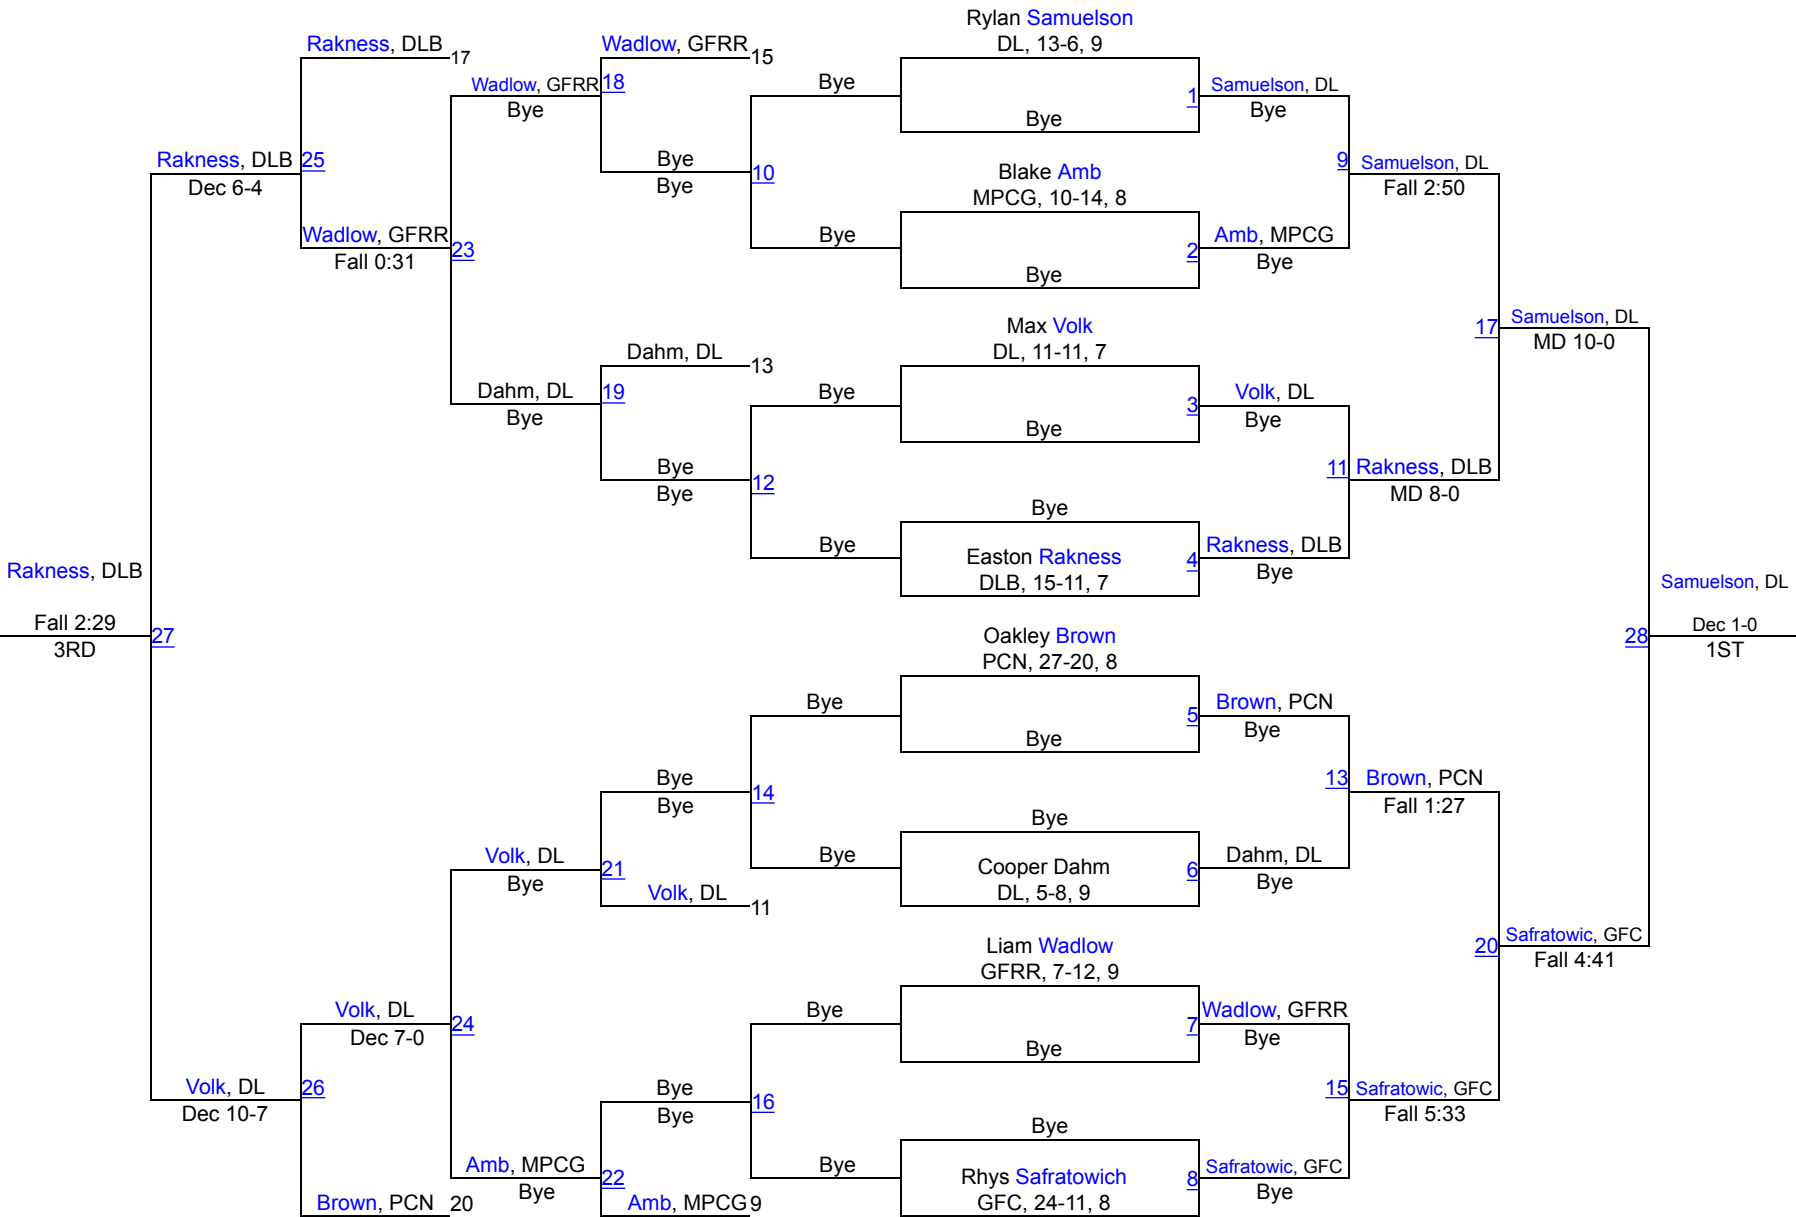 Rylan Samuelson
DL, 13-6, 9
Rakness, DLB
17
Wadlow, GFRR
15
Wadlow, GFRR
18
Bye
Bye
Bye
1
Samuelson, DL
Bye
Rakness, DLB
25
Dec 6-4
Bye
Bye
10
Blake Amb
MPCG, 10-14, 8
9
Samuelson, DL
Fall 2:50
Wadlow, GFRR
23
Fall 0:31
Bye
Bye
2
Amb, MPCG
Bye
Max Volk
DL, 11-11, 7
17
Samuelson, DL
MD 10-0
Dahm, DL
13
Dahm, DL
19
Bye
Bye
Bye
3
Volk, DL
Bye
Bye
Bye
12
11
Rakness, DLB
MD 8-0
Bye
Bye
Easton Rakness
DLB, 15-11, 7
4
Rakness, DLB
Bye
Rakness, DLB
Fall 2:29
3RD
27
Samuelson, DL
28
Dec 1-0
1ST
Oakley Brown
PCN, 27-20, 8
Bye
Bye
5
Brown, PCN
Bye
Bye
Bye
14
13
Brown, PCN
Fall 1:27
Bye
Volk, DL
21
Bye
Bye
Cooper Dahm
DL, 5-8, 9
6
Dahm, DL
Bye
Volk, DL
11
Liam Wadlow
GFRR, 7-12, 9
20
Safratowic, GFC
Fall 4:41
Volk, DL
24
Dec 7-0
Bye
Bye
7
Wadlow, GFRR
Bye
Volk, DL
26
Dec 10-7
Bye
Bye
16
15
Safratowic, GFC
Fall 5:33
Bye
Amb, MPCG
22
Bye
Bye
Rhys Safratowich
GFC, 24-11, 8
8
Safratowic, GFC
Bye
Brown, PCN
20
Amb, MPCG
9